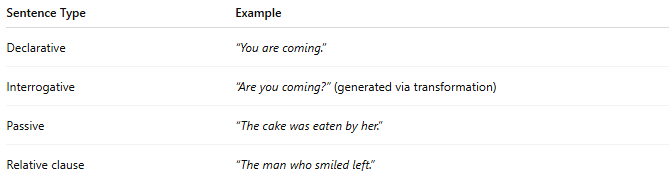 Sentence Type Example
Declarative “You are coming.”
Interrogative “Are you coming?” (generated via transformation)
Passive “The cake was eaten by her.”
Relative clause “The man who smiled left.”